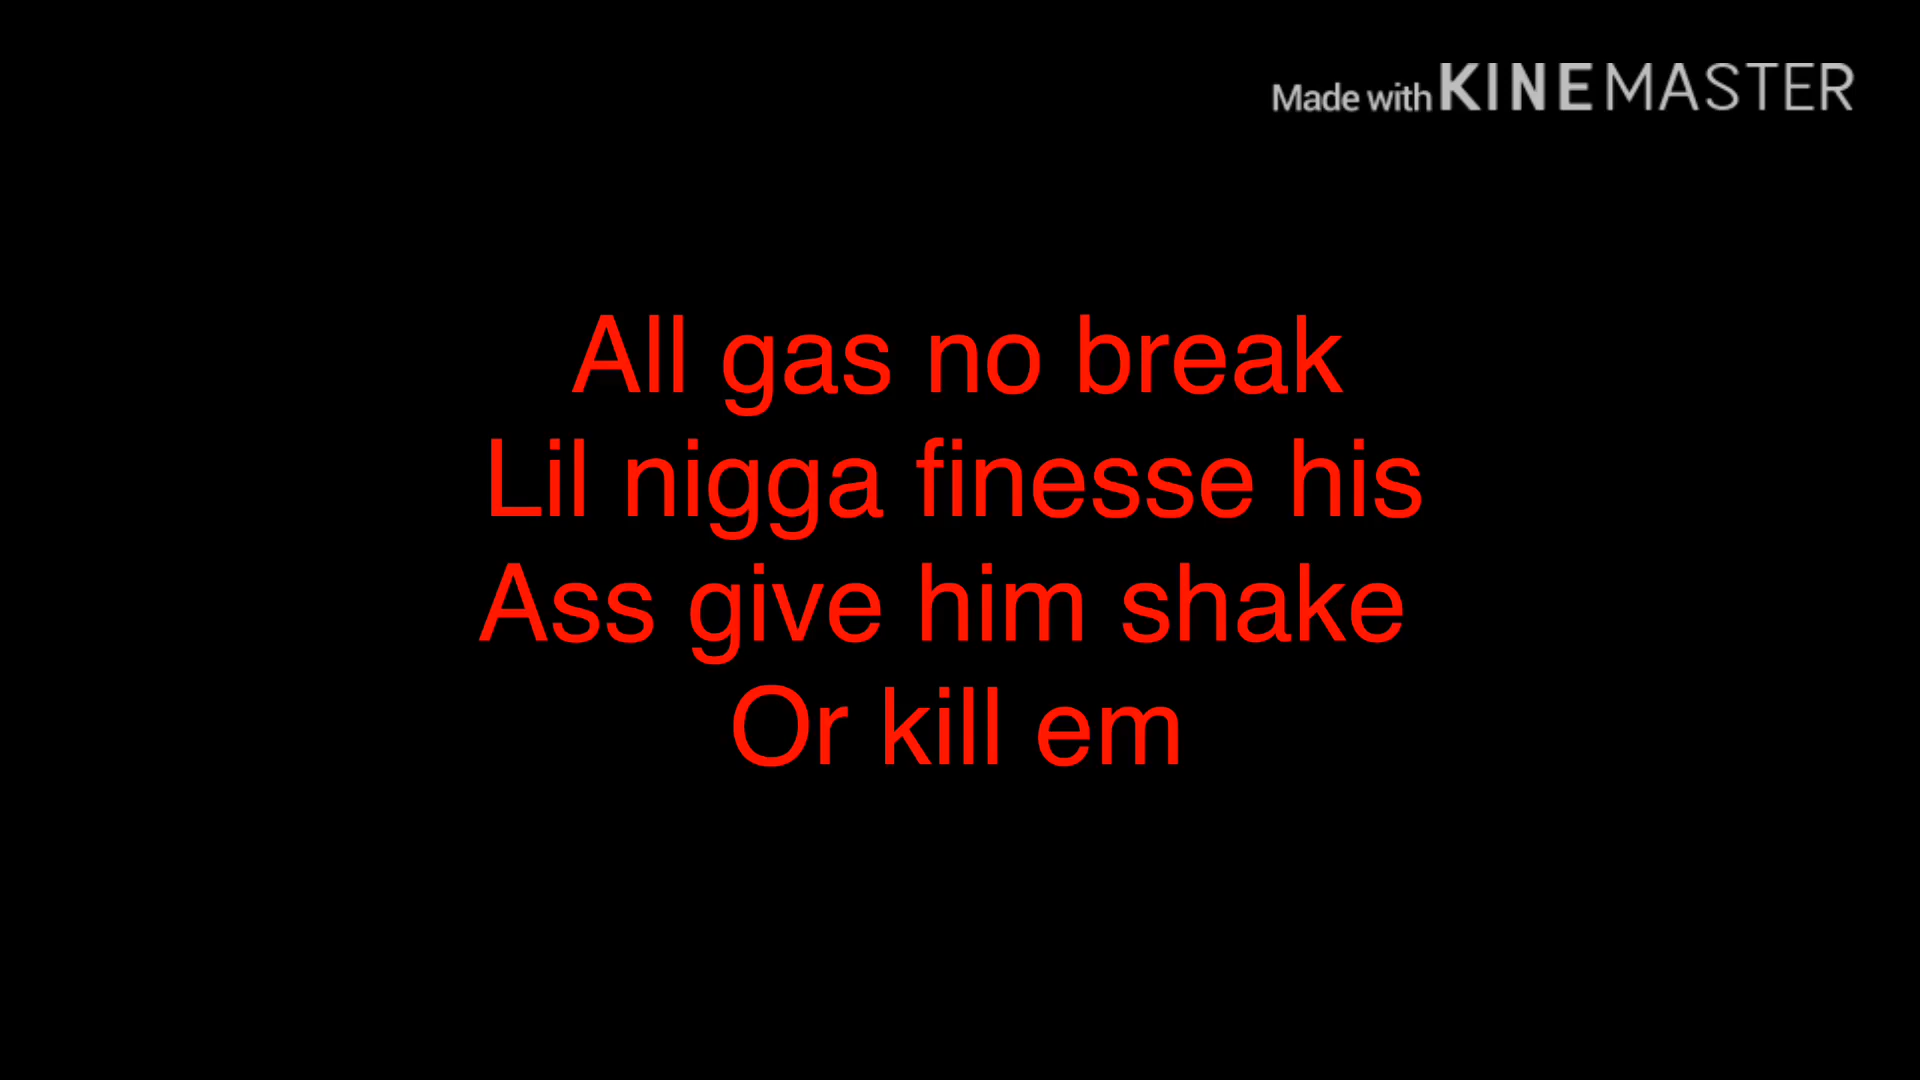 Made with KINEMASTER
All gas no break
Lil nigga finesse his
Ass give him shake
Or kill em